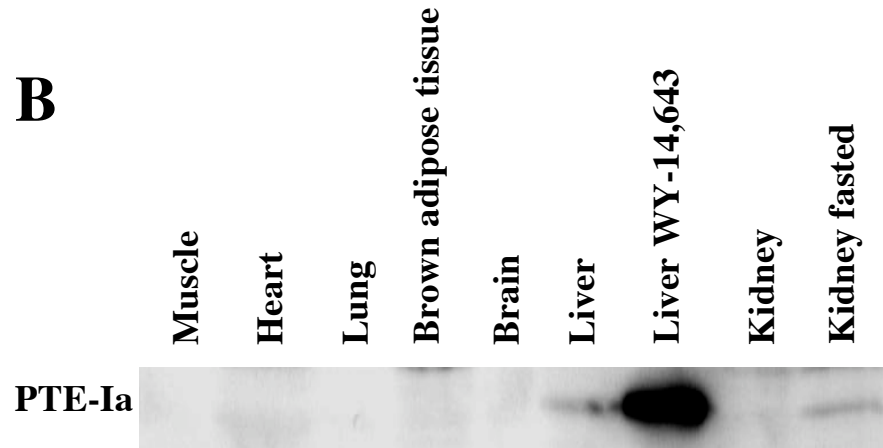 B
Muscle
Heart
Lung
Brown adipose tissue
Brain
Liver
Liver WY-14,643
Kidney
Kidney fasted
PTE-Ia